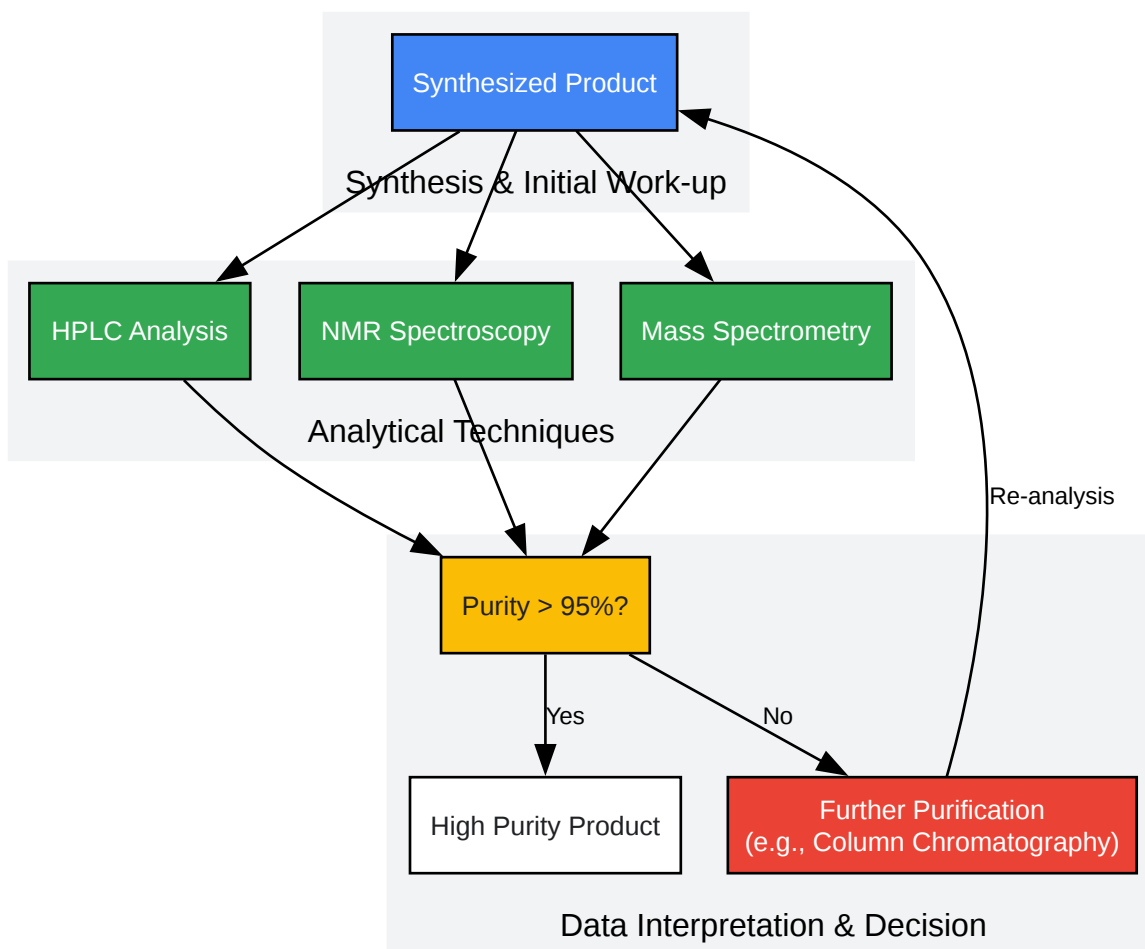 Synthesized Product
Synthesis & Initial Work-up
HPLC Analysis
NMR Spectroscopy
Mass Spectrometry
Analytical Techniques
Re-analysis
Purity > 95%?
Yes
No
High Purity Product
Further Purification
(e.g., Column Chromatography)
Data Interpretation & Decision